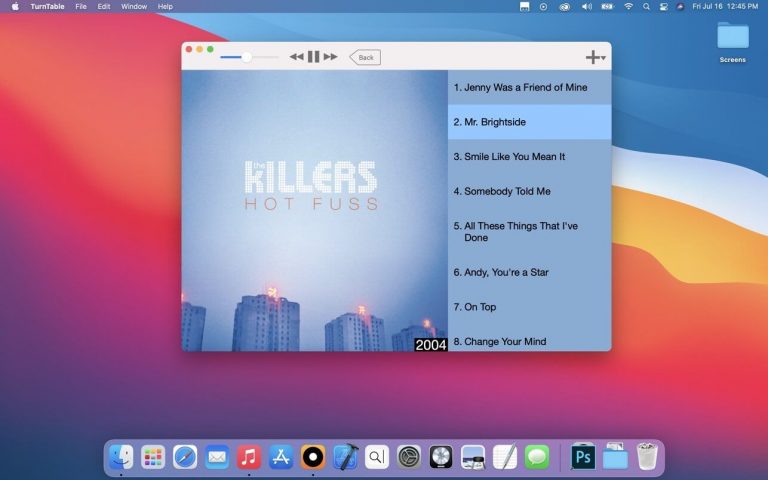 TurnTable File Edit Window Help Fri Jul 16 12:45 PM
Screens
Back
the
KILLERS
HOT FUSS
2004
1. Jenny Was a Friend of Mine
2. Mr. Brightside
3. Smile Like You Mean It
4. Somebody Told Me
5. All These Things That I've
Done
6. Andy, You're a Star
7. On Top
8. Change Your Mind
Ps